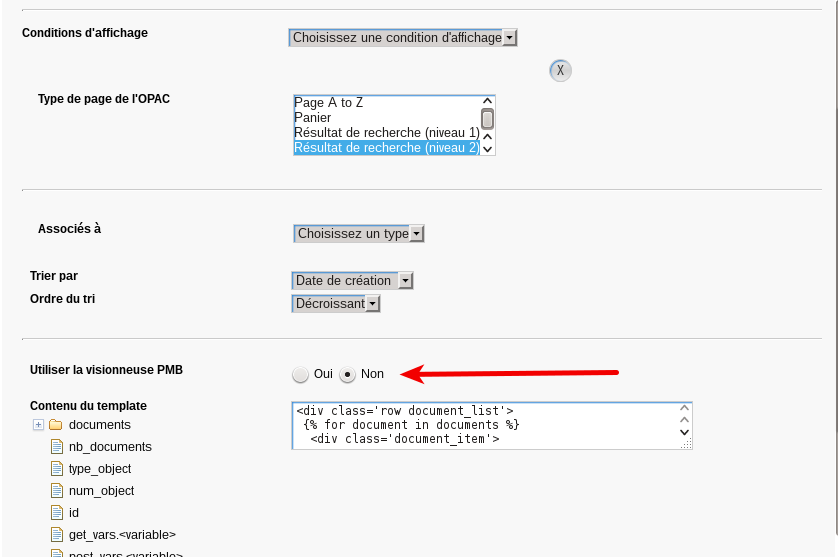 Conditions d'affichage
Choisissez une condition d'affichage
X
Type de page de l'OPAC
Page A to Z
Panier
Résultat de recherche (niveau 1)
Résultat de recherche (niveau 2)
Associés à
Choisissez un type
Trier par
Date de création
Ordre du tri
Décroissant
Utiliser la visionneuse PMB
Oui
Non
Contenu du template
<div class='row document_list'>
{% for document in documents %}
<div class='document_item'>
documents
nb_documents
type_object
num_object
id
get_vars.<variable>
post_vars.<variable>